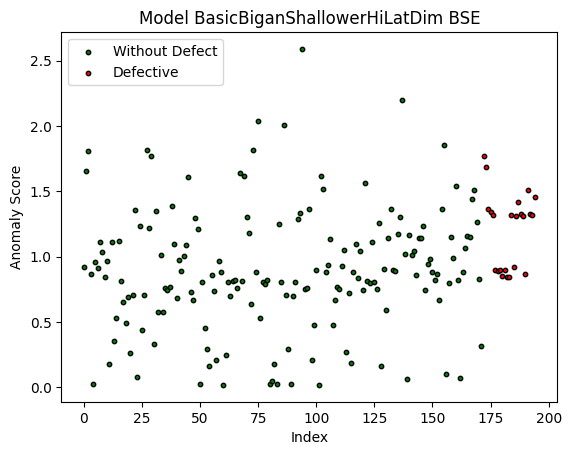 Model BasicBiganShallowerHiLatDim BSE
Without Defect
Defective
2.5
2.0
1.5
1.0
0.5
0.0
Anomaly Score
0 25 50 75 100 125 150 175 200
Index